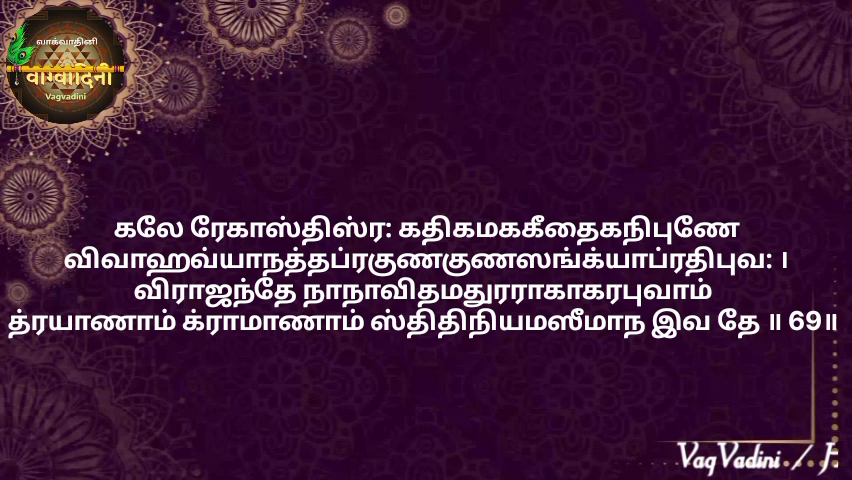 வாக்வாதினி
वाग्वादिनी
Vagvadini
கலே ரேகாஸ்திஸ்ர: கதிகமககீதைகநிபுணே
விவாஹவ்யாநத்தப்ரகுணகுணஸங்க்யாப்ரதிபுவ: ।
விராஜந்தே நாநாவிதமதுரராகாகரபுவாம்
த்ரயாணாம் க்ராமாணாம் ஸ்திதிநியமஸீமாந இவ தே ॥ 69॥
VagVadini / J